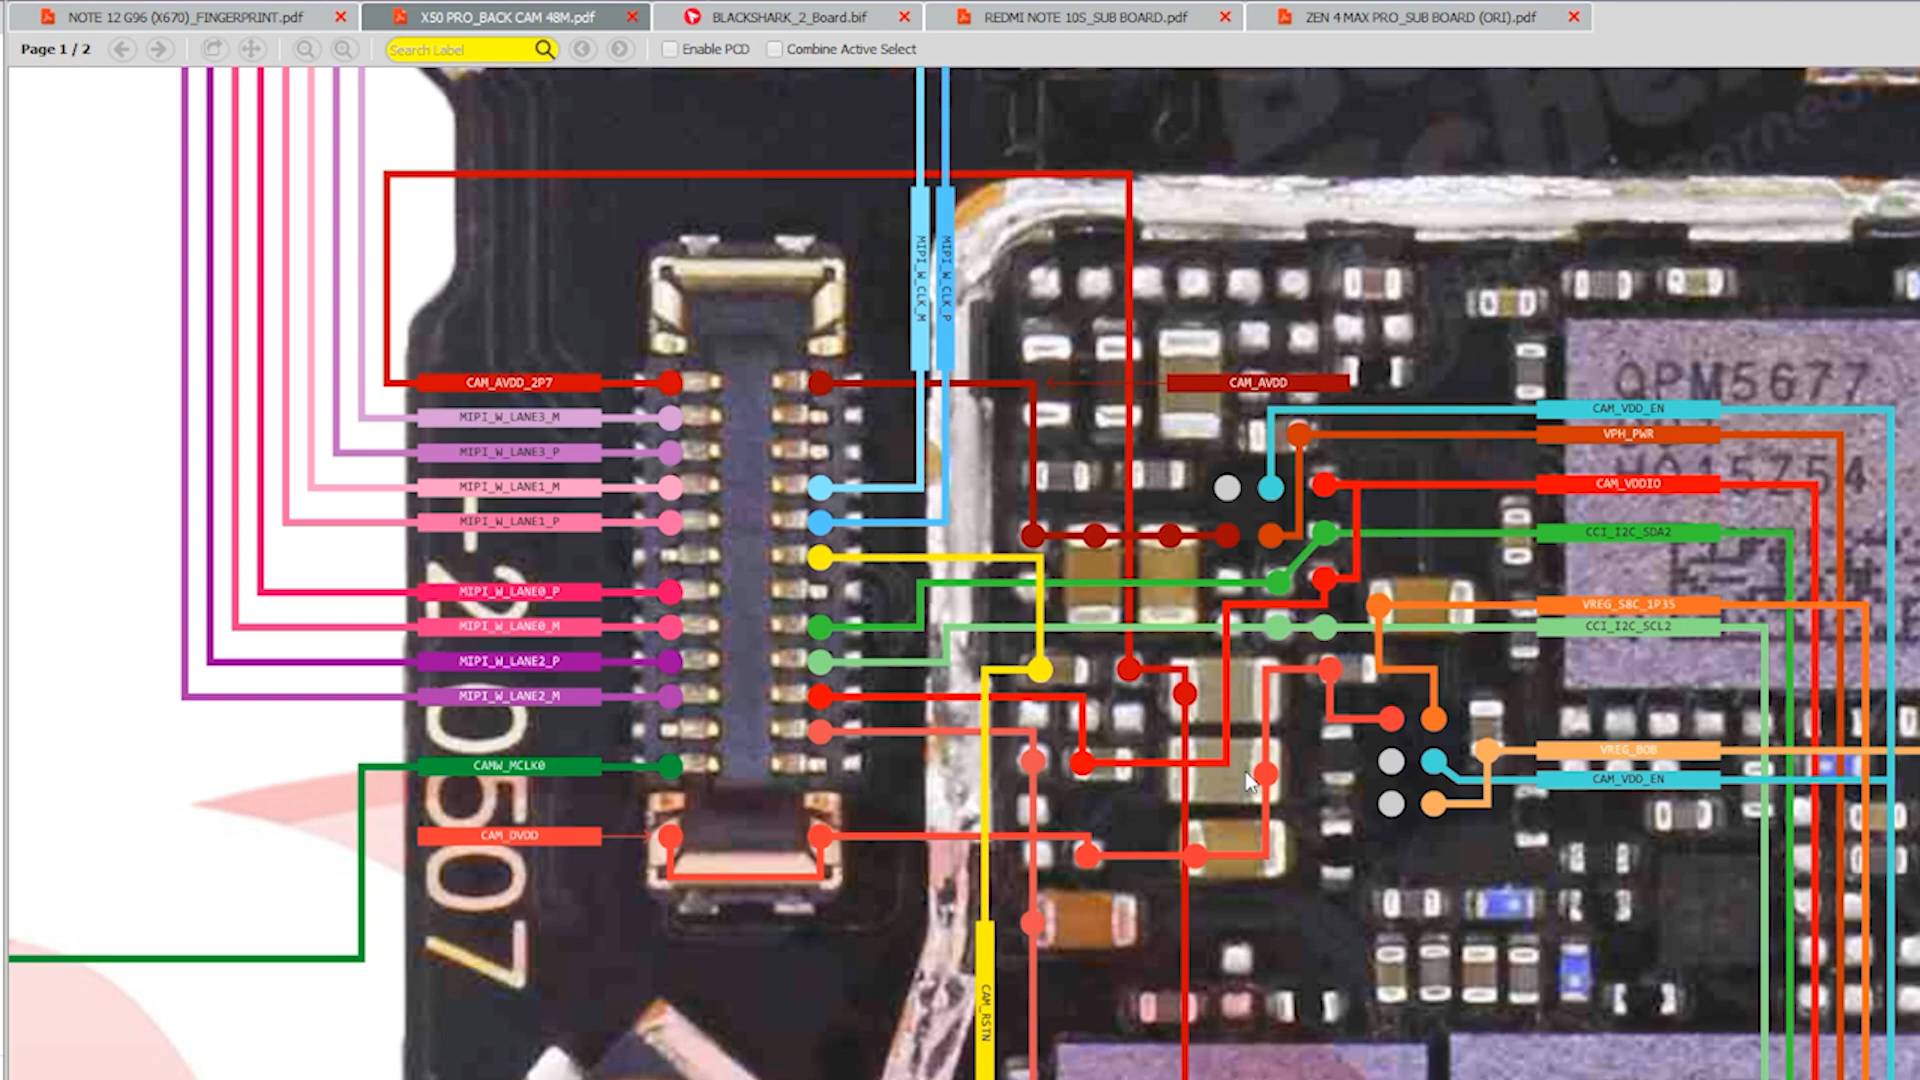 NOTE 12 G96 (X670)_FINGERPRINT.pdf
X50 PRO_BACK CAM 48M.pdf
BLACKSHARK_2_Board.bif
REDMI NOTE 10S_SUB BOARD.pdf
ZEN 4 MAX PRO_SUB BOARD (ORI).pdf
Page 1 / 2
Search Label
Enable PCD
Combine Active Select
MIPI_W_CLK_M
MIPI_W_CLK_P
CAM_AVDD_2P7
MIPI_W_LANE3_M
MIPI_W_LANE3_P
MIPI_W_LANE1_M
MIPI_W_LANE1_P
MIPI_W_LANE0_P
MIPI_W_LANE0_M
MIPI_W_LANE2_P
MIPI_W_LANE2_M
CAMW_MCLK0
CAM_DVDD
CAM_RSTN
CAM_AVDD
QPM5677
CAM_VDD_EN
VPH_PWR
CAM_VDDIO
CCI_I2C_SDA2
VREG_S8C_1P35
CCI_I2C_SCL2
VREG_BOB
CAM_VDD_EN